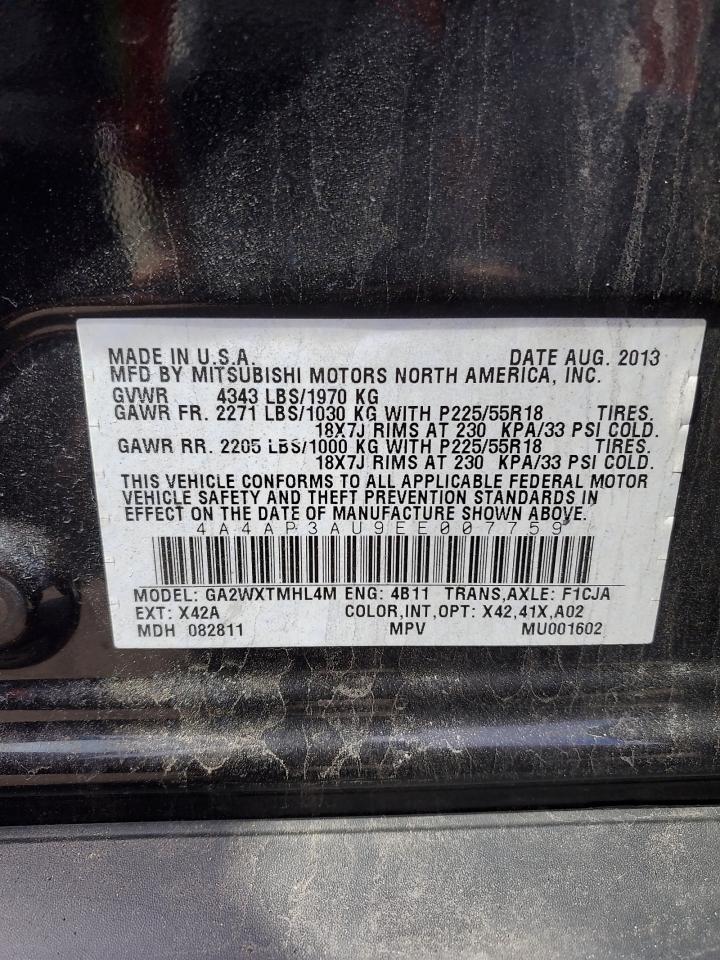 MADE IN U.S.A. DATE AUG. 2013
MFD BY MITSUBISHI MOTORS NORTH AMERICA, INC.
GVWR 4343 LBS/1970 KG
GAWR FR. 2271 LBS/1030 KG WITH P225/55R18 TIRES.
18X7J RIMS AT 230 KPA/33 PSI COLD.
GAWR RR. 2205 LBS/1000 KG WITH P225/55R18 TIRES.
18X7J RIMS AT 230 KPA/33 PSI COLD.
THIS VEHICLE CONFORMS TO ALL APPLICABLE FEDERAL MOTOR
VEHICLE SAFETY AND THEFT PREVENTION STANDARDS IN
EFFECT ON THE DATE OF MANUFACTURE SHOWN ABOVE.
4A4AP3AU9EE007759
MODEL: GA2WXTMHL4M ENG: 4B11 TRANS,AXLE: F1CJA
EXT: X42A COLOR,INT,OPT: X42,41X,A02
MDH 082811 MPV MU001602